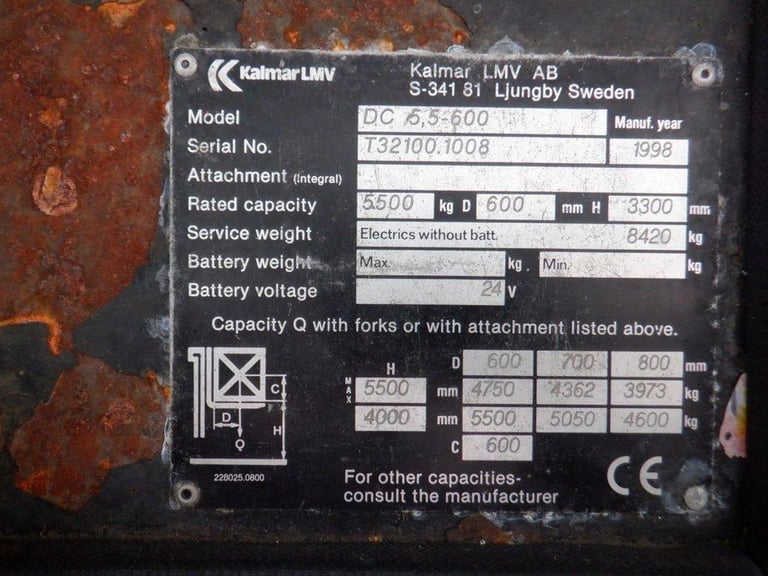 Kalmar LMV
Kalmar LMV AB
S-341 81 Ljungby Sweden
Model DC 5,5-600 Manuf. year
Serial No. T32100.1008 1998
Attachment (integral)
Rated capacity 5500 kg D 600 mm H 3300 mm
Service weight Electrics without batt. 8420 kg
Battery weight Max. kg Min. kg
Battery voltage 24 V
Capacity Q with forks or with attachment listed above.
H D 600 700 800 mm
MAX 5500 mm 4750 4362 3973 kg
4000 mm 5500 5050 4600 kg
C 600
C
D
H
Q
228025.0800
For other capacities-
consult the manufacturer
CE